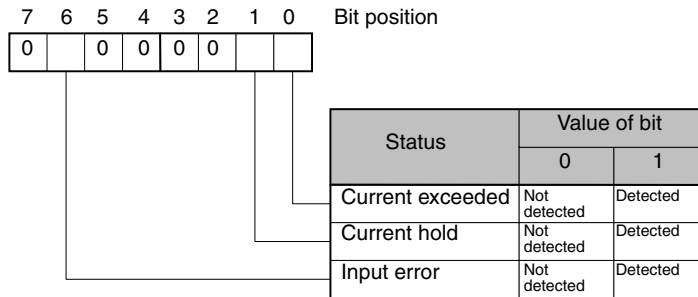 7 6 5 4 3 2 1 0 Bit position
0 0 0 0 0
Status Value of bit
0 1
Current exceeded Not detected Detected
Current hold Not detected Detected
Input error Not detected Detected